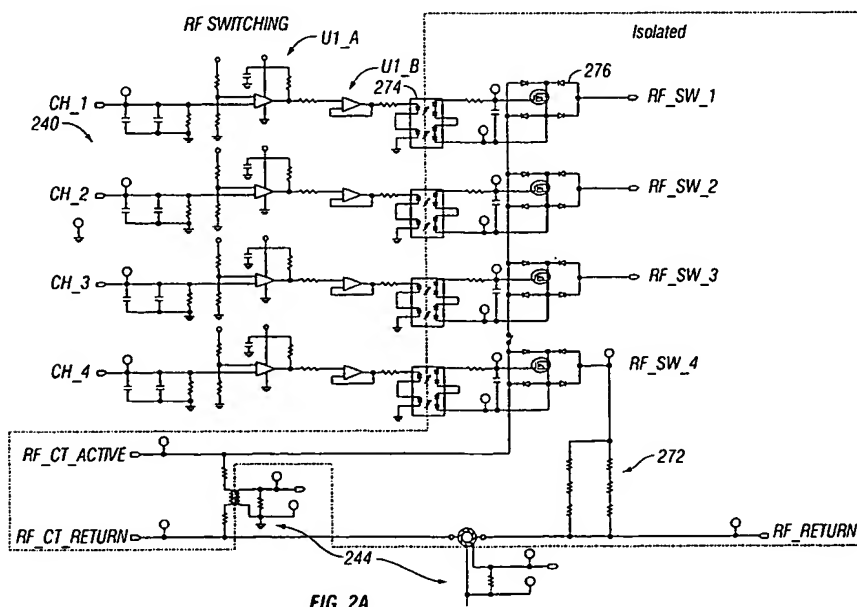 RF SWITCHING
U1_A
Isolated
U1_B
274
276
CH_1
RF_SW_1
240
CH_2
RF_SW_2
CH_3
RF_SW_3
CH_4
RF_SW_4
RF_CT_ACTIVE
272
RF_CT_RETURN
RF_RETURN
244
FIG. 2A